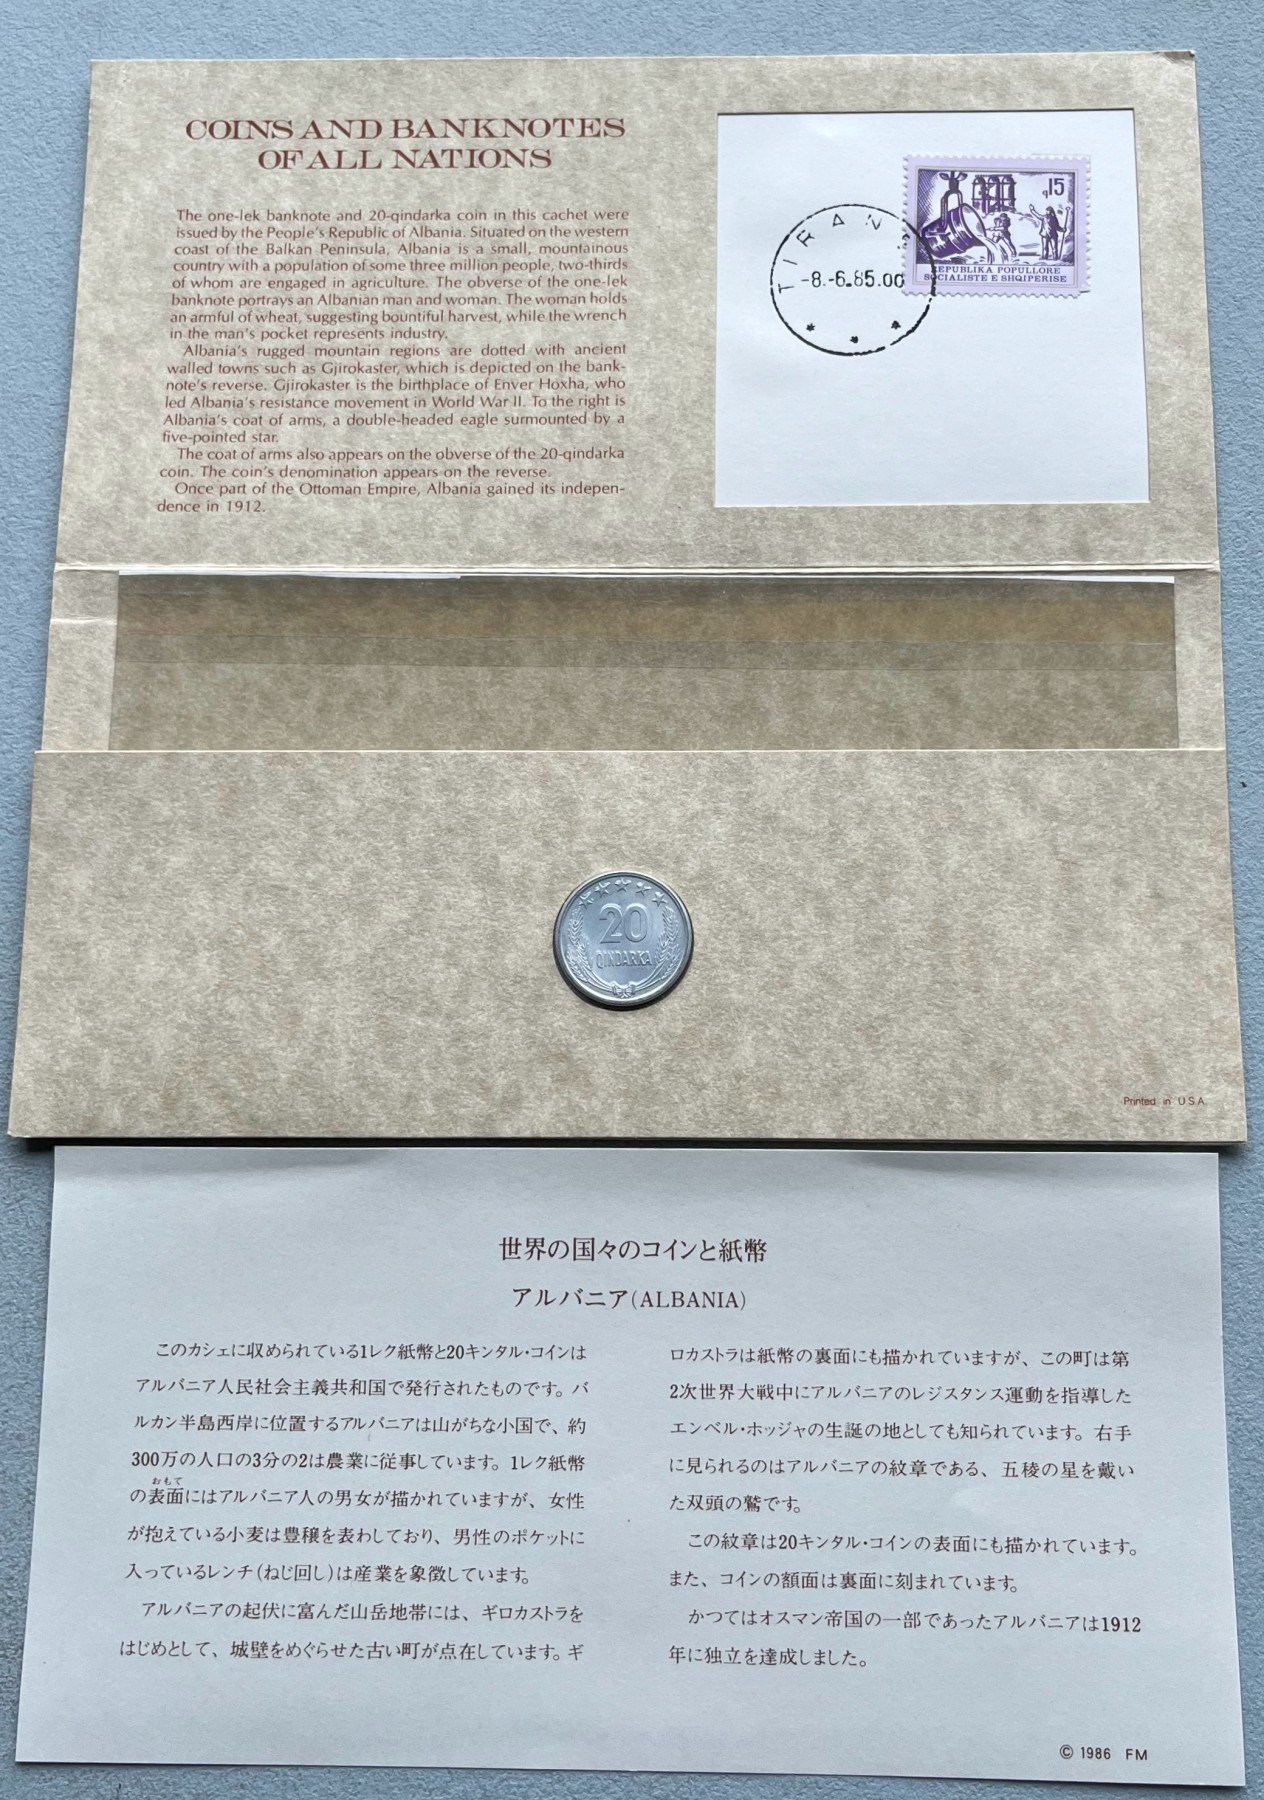 COINS AND BANKNOTES
OF ALL NATIONS
The one-lek banknote and 20-qindarka coin in this cachet were
issued by the People's Republic of Albania. Situated on the western
coast of the Balkan Peninsula, Albania is a small, mountainous
country with a population of some three million people, two-thirds
of whom are engaged in agriculture. The obverse of the one-lek
banknote portrays an Albanian man and woman. The woman holds
an armful of wheat, suggesting bountiful harvest, while the wrench
in the man's pocket represents industry.
Albania's rugged mountain regions are dotted with ancient
walled towns such as Gjirokaster, which is depicted on the bank-
note's reverse. Gjirokaster is the birthplace of Enver Hoxha, who
led Albania's resistance movement in World War II. To the right is
Albania's coat of arms, a double-headed eagle surmounted by a
five-pointed star.
The coat of arms also appears on the obverse of the 20-qindarka
coin. The coin's denomination appears on the reverse.
Once part of the Ottoman Empire, Albania gained its indepen-
dence in 1912.
q15
REPUBLIKA POPULLORE
SOCIALISTE E SHQIPERISE
TIRAN
-8.-6.85.00
20
QINDARKA
Printed in U S A
世界の国々のコインと紙幣
アルバニア(ALBANIA)
このカシェに収められている1レク紙幣と20キンタル・コインは
アルバニア人民社会主義共和国で発行されたものです。バ
ルカン半島西岸に位置するアルバニアは山がちな小国で、約
300万の人口の3分の2は農業に従事しています。1レク紙幣
おもて
の表面にはアルバニア人の男女が描かれていますが、女性
が抱えている小麦は豊穣を表わしており、男性のポケットに
入っているレンチ(ねじ回し)は産業を象徴しています。
アルバニアの起伏に富んだ山岳地帯には、ギロカストラを
はじめとして、城壁をめぐらせた古い町が点在しています。ギ
ロカストラは紙幣の裏面にも描かれていますが、この町は第
2次世界大戦中にアルバニアのレジスタンス運動を指導した
エンベル・ホッジャの生誕の地としても知られています。右手
に見られるのはアルバニアの紋章である、五稜の星を戴い
た双頭の鷲です。
この紋章は20キンタル・コインの表面にも描かれています。
また、コインの額面は裏面に刻まれています。
かつてはオスマン帝国の一部であったアルバニアは1912
年に独立を達成しました。
© 1986 FM